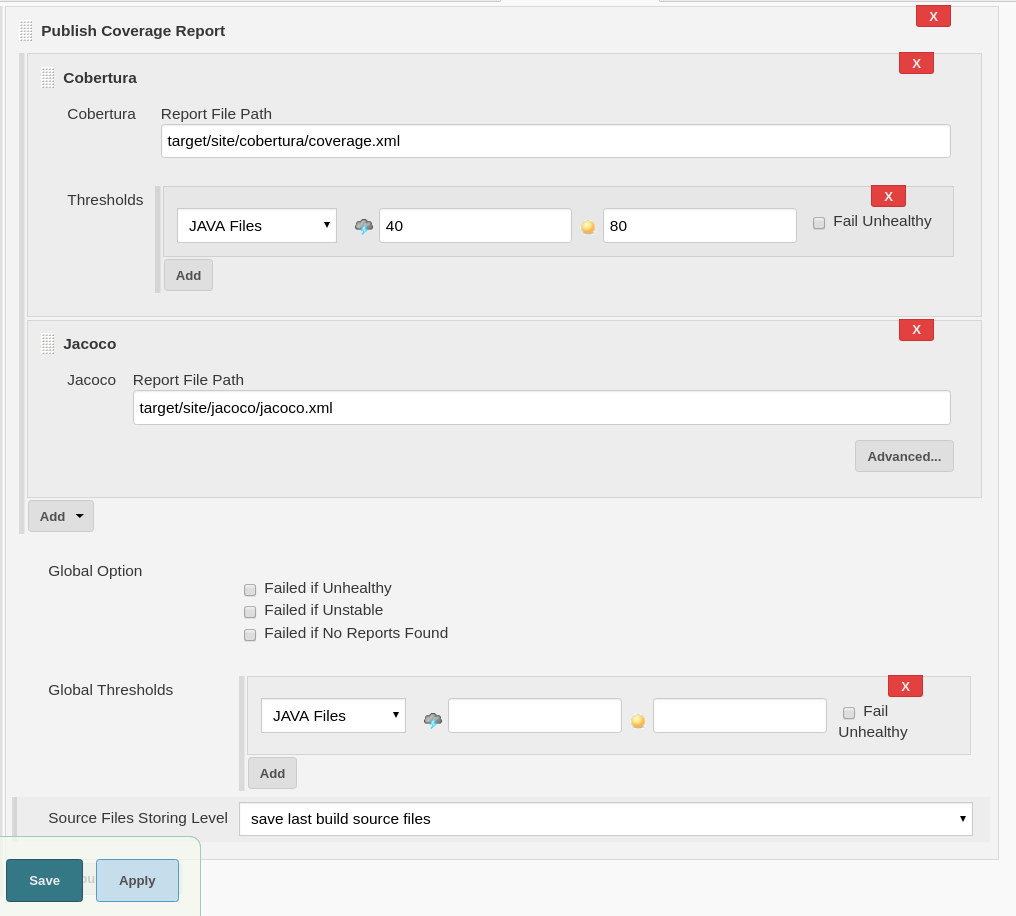 X
Publish Coverage Report
X
Cobertura
Cobertura
Report File Path
target/site/cobertura/coverage.xml
Thresholds
X
JAVA Files
40
80
Fail Unhealthy
Add
X
Jacoco
Jacoco
Report File Path
target/site/jacoco/jacoco.xml
Advanced...
Add
Global Option
Failed if Unhealthy
Failed if Unstable
Failed if No Reports Found
Global Thresholds
X
JAVA Files
Fail
Unhealthy
Add
Source Files Storing Level
save last build source files
Save
Apply